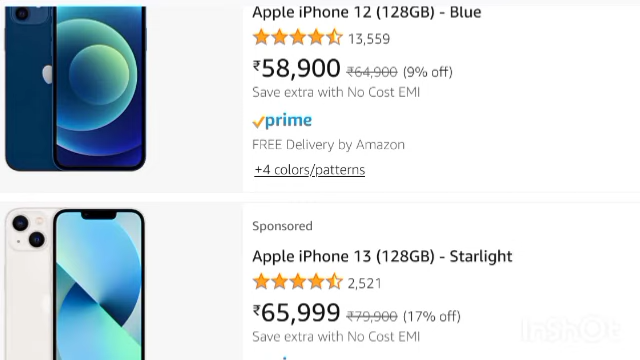 Apple iPhone 12 (128GB) - Blue
13,559
₹58,900 ₹64,900 (9% off)
Save extra with No Cost EMI
prime
FREE Delivery by Amazon
+4 colors/patterns
Sponsored
Apple iPhone 13 (128GB) - Starlight
2,521
₹65,999 ₹79,900 (17% off)
Save extra with No Cost EMI
InShOt